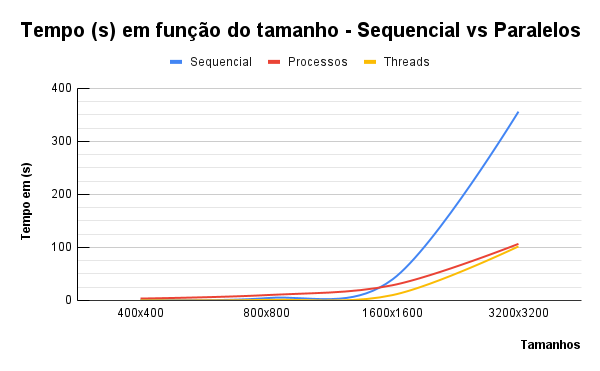 Tempo (s) em função do tamanho - Sequencial vs Paralelos
Sequencial Processos Threads
400
300
200
100
0
Tempo em (s)
400x400 800x800 1600x1600 3200x3200
Tamanhos